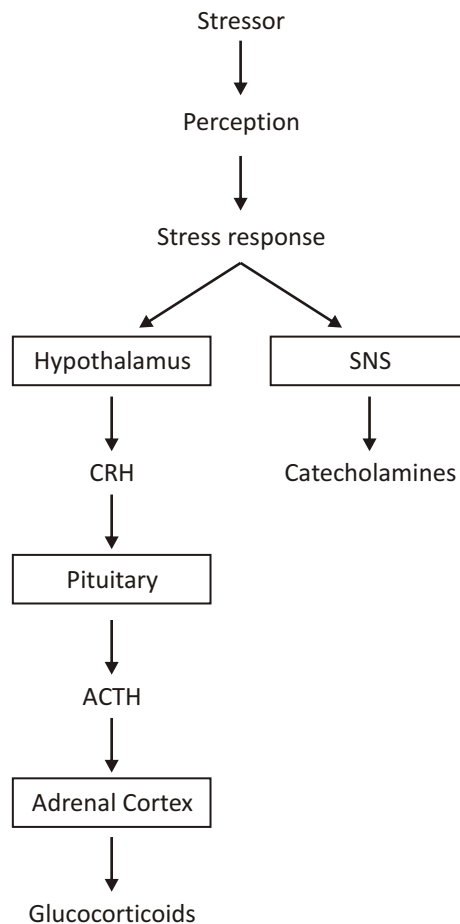 Stressor
Perception
Stress response
Hypothalamus
SNS
CRH
Catecholamines
Pituitary
ACTH
Adrenal Cortex
Glucocorticoids